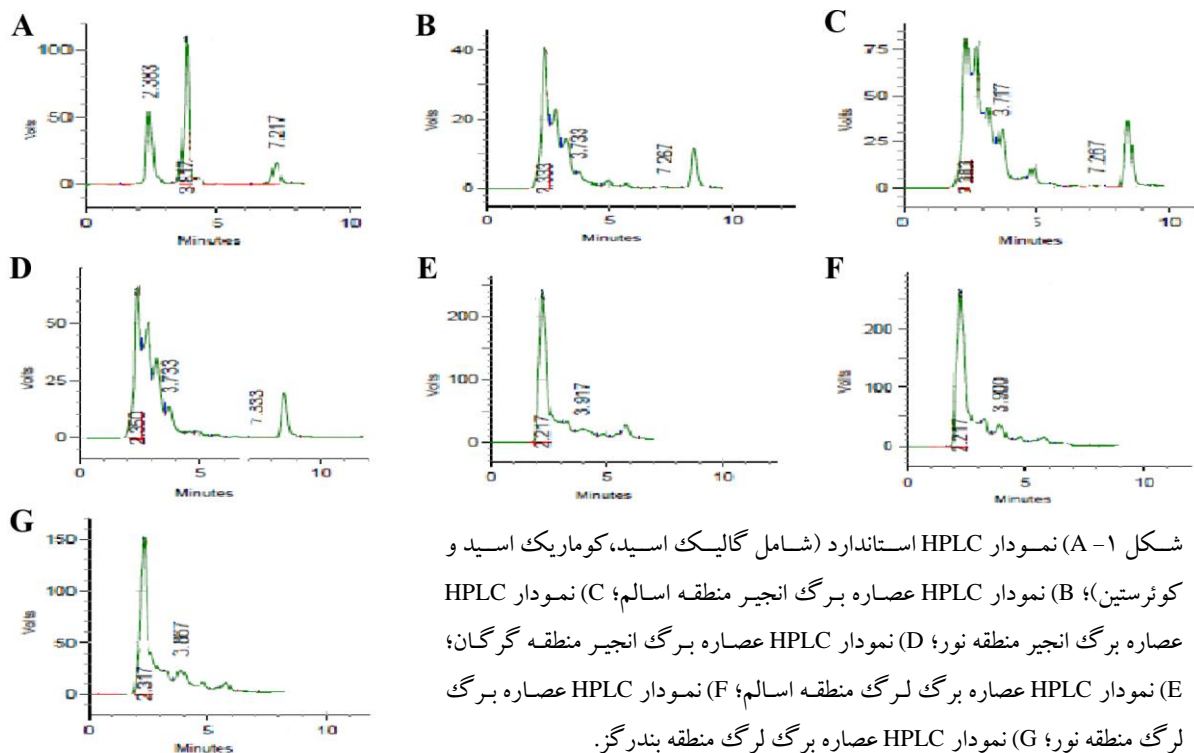 A
B
C
100
50
0
Volts
2.383
7.217
0
5
10
Minutes
40
20
0
Volts
2.333
3.733
7.267
0
5
10
Minutes
75
50
25
0
Volts
2.383
3.717
7.267
0
5
10
Minutes
D
E
F
50
25
0
Volts
2.350
3.733
7.333
0
5
10
Minutes
200
100
0
Volts
2.217
3.917
0
5
10
Minutes
200
100
0
Volts
2.217
3.900
0
5
10
Minutes
G
150
100
50
0
Volts
2.317
3.867
0
5
10
Minutes
شکل ۱- A) نمودار HPLC استاندارد (شامل گالیک اسید،کوماریک اسید و
کوئرستین)؛ B) نمودار HPLC عصاره برگ انجیر منطقه اسالم؛ C) نمودار HPLC
عصاره برگ انجیر منطقه نور؛ D) نمودار HPLC عصاره برگ انجیر منطقه گرگان؛
E) نمودار HPLC عصاره برگ لرگ منطقه اسالم؛ F) نمودار HPLC عصاره برگ
لرگ منطقه نور؛ G) نمودار HPLC عصاره برگ لرگ منطقه بندرگز.